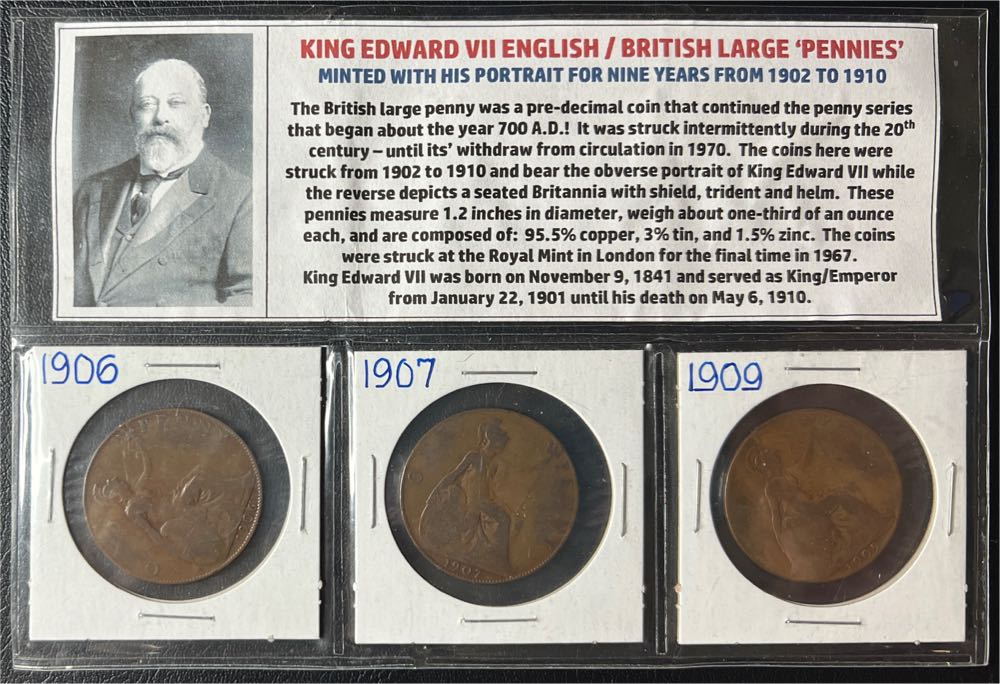 KING EDWARD VII ENGLISH / BRITISH LARGE ‘PENNIES’
MINTED WITH HIS PORTRAIT FOR NINE YEARS FROM 1902 TO 1910
The British large penny was a pre-decimal coin that continued the penny series
that began about the year 700 A.D.! It was struck intermittently during the 20th
century – until its’ withdraw from circulation in 1970. The coins here were
struck from 1902 to 1910 and bear the obverse portrait of King Edward VII while
the reverse depicts a seated Britannia with shield, trident and helm. These
pennies measure 1.2 inches in diameter, weigh about one-third of an ounce
each, and are composed of: 95.5% copper, 3% tin, and 1.5% zinc. The coins
were struck at the Royal Mint in London for the final time in 1967.
King Edward VII was born on November 9, 1841 and served as King/Emperor
from January 22, 1901 until his death on May 6, 1910.
1906
1907
1909
1907